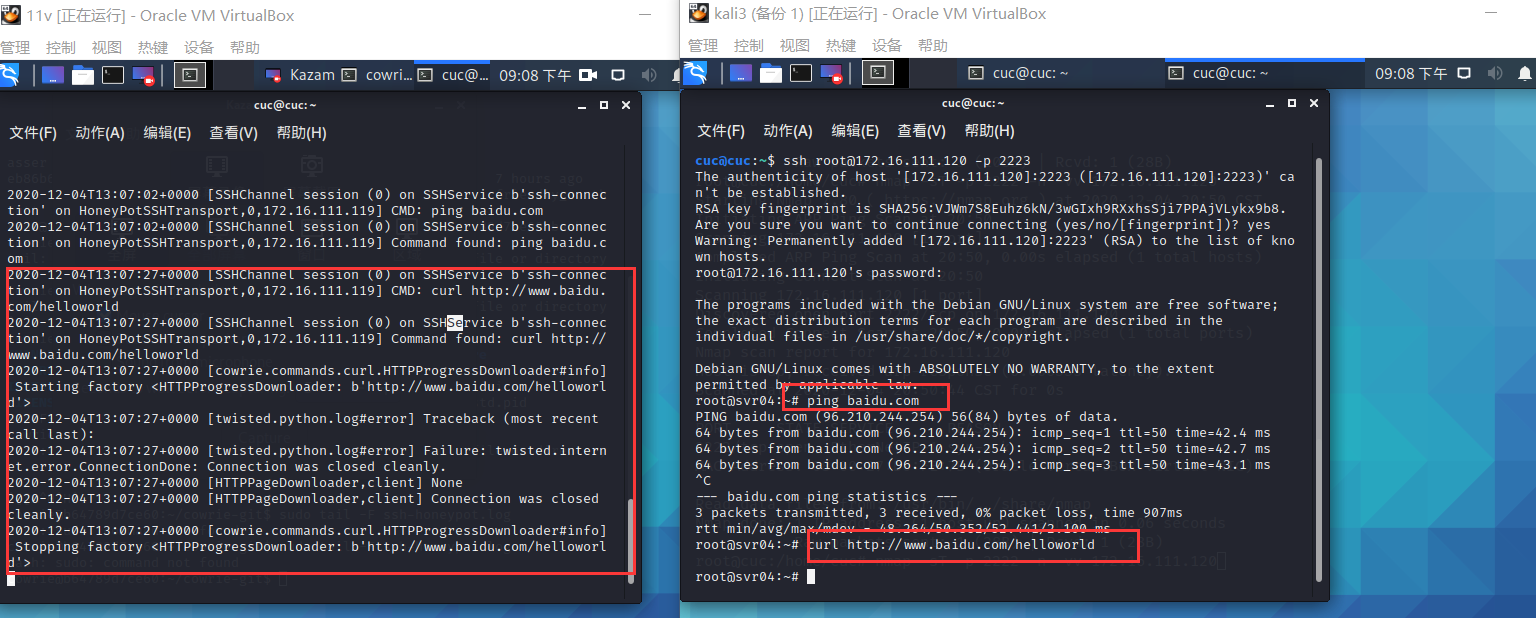 11v [正在运行] - Oracle VM VirtualBox
管理 控制 视图 热键 设备 帮助
Kazam cowri... cuc@... 09:08 下午
cuc@cuc: ~
文件(F) 动作(A) 编辑(E) 查看(V) 帮助(H)
2020-12-04T13:07:02+0000 [SSHChannel session (0) on SSHService b'ssh-connec
tion' on HoneyPotSSHTransport,0,172.16.111.119] CMD: ping baidu.com
2020-12-04T13:07:02+0000 [SSHChannel session (0) on SSHService b'ssh-connec
tion' on HoneyPotSSHTransport,0,172.16.111.119] Command found: ping baidu.c
om
2020-12-04T13:07:27+0000 [SSHChannel session (0) on SSHService b'ssh-connec
tion' on HoneyPotSSHTransport,0,172.16.111.119] CMD: curl http://www.baidu.
com/helloworld
2020-12-04T13:07:27+0000 [SSHChannel session (0) on SSHService b'ssh-connec
tion' on HoneyPotSSHTransport,0,172.16.111.119] Command found: curl http://
www.baidu.com/helloworld
2020-12-04T13:07:27+0000 [cowrie.commands.curl.HTTPProgressDownloader#info]
Starting factory <HTTPProgressDownloader: b'http://www.baidu.com/helloworl
d'>
2020-12-04T13:07:27+0000 [twisted.python.log#error] Traceback (most recent
call last):
2020-12-04T13:07:27+0000 [twisted.python.log#error] Failure: twisted.intern
et.error.ConnectionDone: Connection was closed cleanly.
2020-12-04T13:07:27+0000 [HTTPPageDownloader,client] None
2020-12-04T13:07:27+0000 [HTTPPageDownloader,client] Connection was closed
cleanly.
2020-12-04T13:07:27+0000 [cowrie.commands.curl.HTTPProgressDownloader#info]
Stopping factory <HTTPProgressDownloader: b'http://www.baidu.com/helloworl
d'>
kali3 (备份 1) [正在运行] - Oracle VM VirtualBox
管理 控制 视图 热键 设备 帮助
cuc@cuc: ~ cuc@cuc: ~ 09:08 下午
cuc@cuc: ~
文件(F) 动作(A) 编辑(E) 查看(V) 帮助(H)
cuc@cuc:~$ ssh root@172.16.111.120 -p 2223
The authenticity of host '[172.16.111.120]:2223 ([172.16.111.120]:2223)' ca
n't be established.
RSA key fingerprint is SHA256:VJWm7S8Euhz6kN/3wGIxh9RXxhsSji7PPAjVLykx9b8.
Are you sure you want to continue connecting (yes/no/[fingerprint])? yes
Warning: Permanently added '[172.16.111.120]:2223' (RSA) to the list of kno
wn hosts.
root@172.16.111.120's password:
The programs included with the Debian GNU/Linux system are free software;
the exact distribution terms for each program are described in the
individual files in /usr/share/doc/*/copyright.
Debian GNU/Linux comes with ABSOLUTELY NO WARRANTY, to the extent
permitted by applicable law.
root@svr04:~# ping baidu.com
PING baidu.com (96.210.244.254) 56(84) bytes of data.
64 bytes from baidu.com (96.210.244.254): icmp_seq=1 ttl=50 time=42.4 ms
64 bytes from baidu.com (96.210.244.254): icmp_seq=2 ttl=50 time=42.7 ms
64 bytes from baidu.com (96.210.244.254): icmp_seq=3 ttl=50 time=43.1 ms
^C
--- baidu.com ping statistics ---
3 packets transmitted, 3 received, 0% packet loss, time 907ms
rtt min/avg/max/mdev = 48.264/50.352/52.441/2.100 ms
root@svr04:~# curl http://www.baidu.com/helloworld
root@svr04:~#